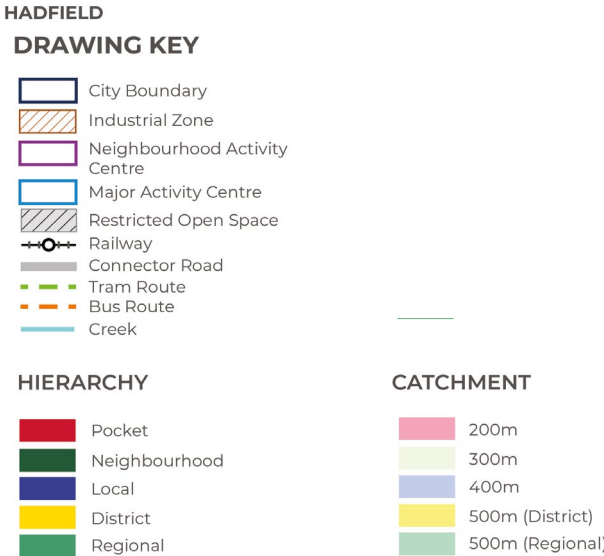 HADFIELD
DRAWING KEY
City Boundary
Industrial Zone
Neighbourhood Activity
Centre
Major Activity Centre
Restricted Open Space
Railway
Connector Road
Tram Route
Bus Route
Creek
HIERARCHY
Pocket
Neighbourhood
Local
District
Regional
CATCHMENT
200m
300m
400m
500m (District)
500m (Regional)